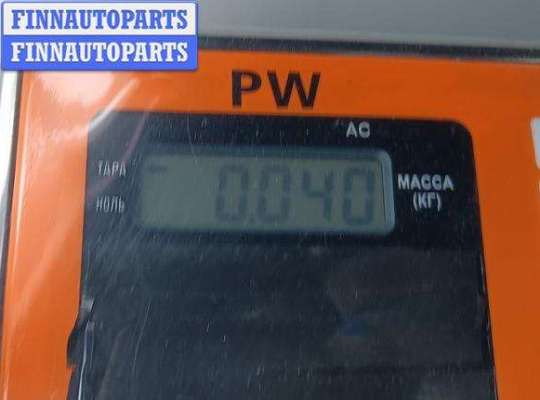 FINNAUTOPARTS
FINNAUTOPARTS
PW
AC
ТАРА
0.040
МАССА
(КГ)
НОЛЬ